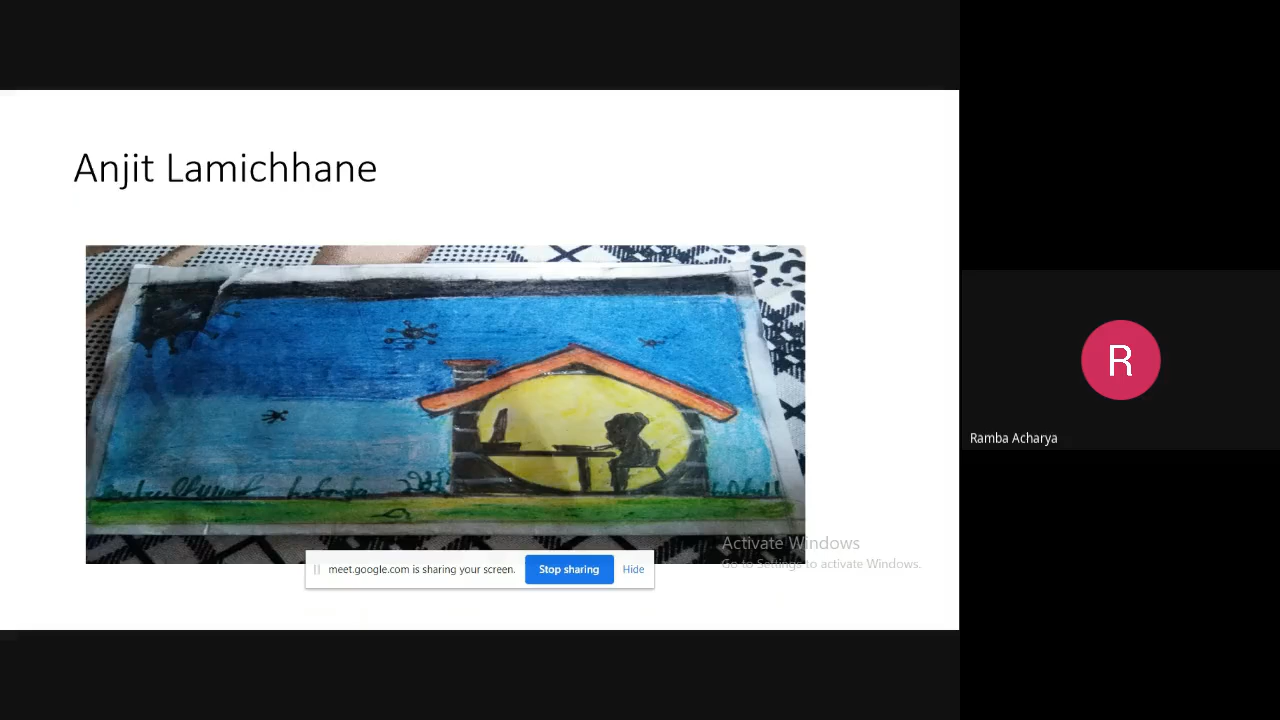 Anjit Lamichhane
meet.google.com is sharing your screen.
Stop sharing
Hide
Activate Windows
Go to Settings to activate Windows.
R
Ramba Acharya